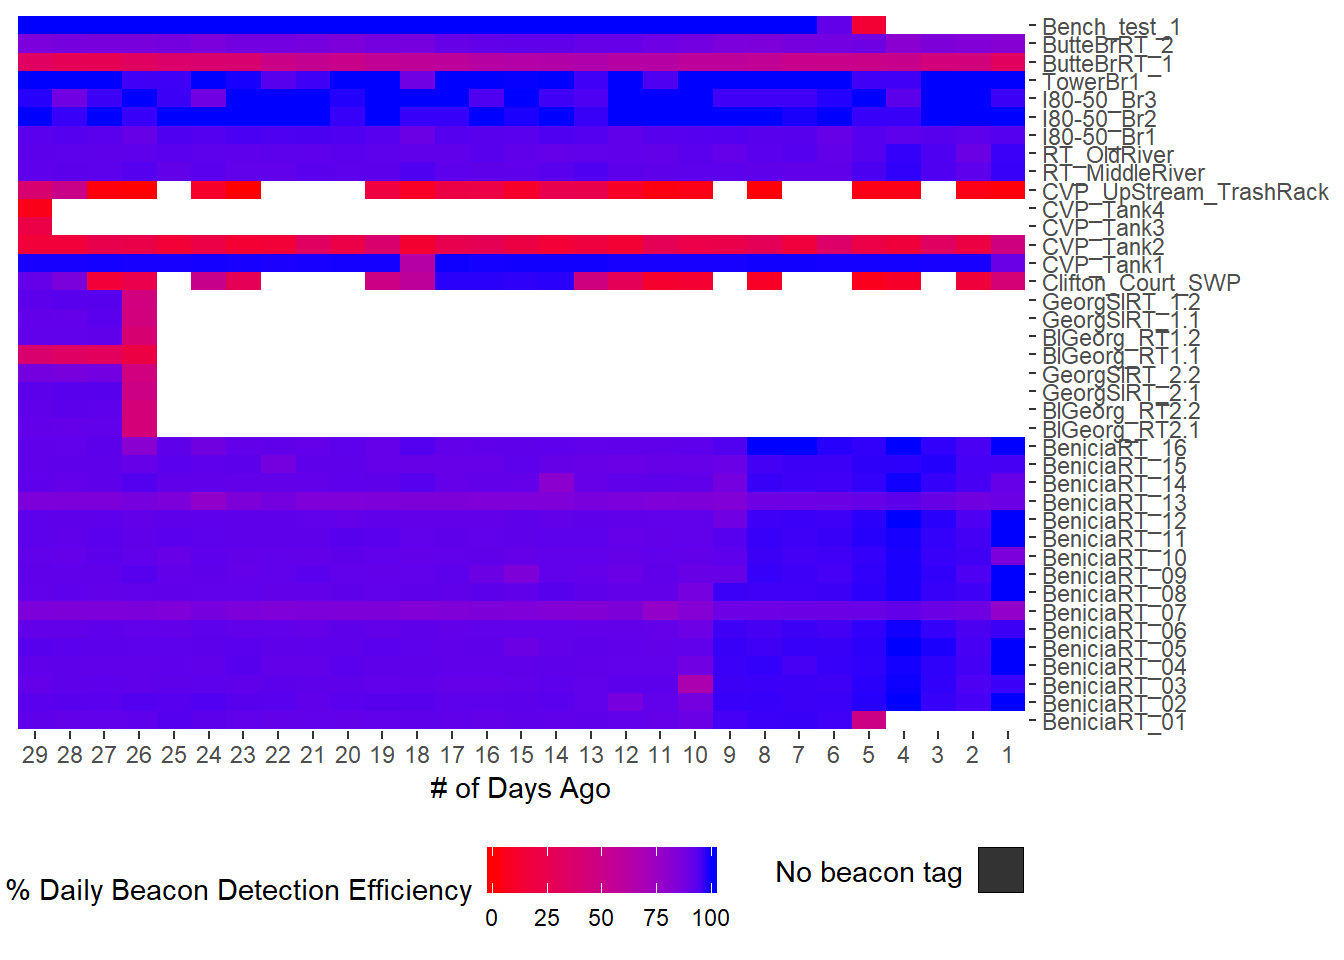 Bench_test_1
ButteBrRT_2
ButteBrRT_1
TowerBr1
I80-50_Br3
I80-50_Br2
I80-50_Br1
RT_OldRiver
RT_MiddleRiver
CVP_UpStream_TrashRack
CVP_Tank4
CVP_Tank3
CVP_Tank2
CVP_Tank1
Clifton_Court_SWP
GeorgSlRT_1.2
GeorgSlRT_1.1
BlGeorg_RT1.2
BlGeorg_RT1.1
GeorgSlRT_2.2
GeorgSlRT_2.1
BlGeorg_RT2.2
BlGeorg_RT2.1
BeniciaRT_16
BeniciaRT_15
BeniciaRT_14
BeniciaRT_13
BeniciaRT_12
BeniciaRT_11
BeniciaRT_10
BeniciaRT_09
BeniciaRT_08
BeniciaRT_07
BeniciaRT_06
BeniciaRT_05
BeniciaRT_04
BeniciaRT_03
BeniciaRT_02
BeniciaRT_01
29 28 27 26 25 24 23 22 21 20 19 18 17 16 15 14 13 12 11 10 9 8 7 6 5 4 3 2 1
# of Days Ago
% Daily Beacon Detection Efficiency
0 25 50 75 100
No beacon tag